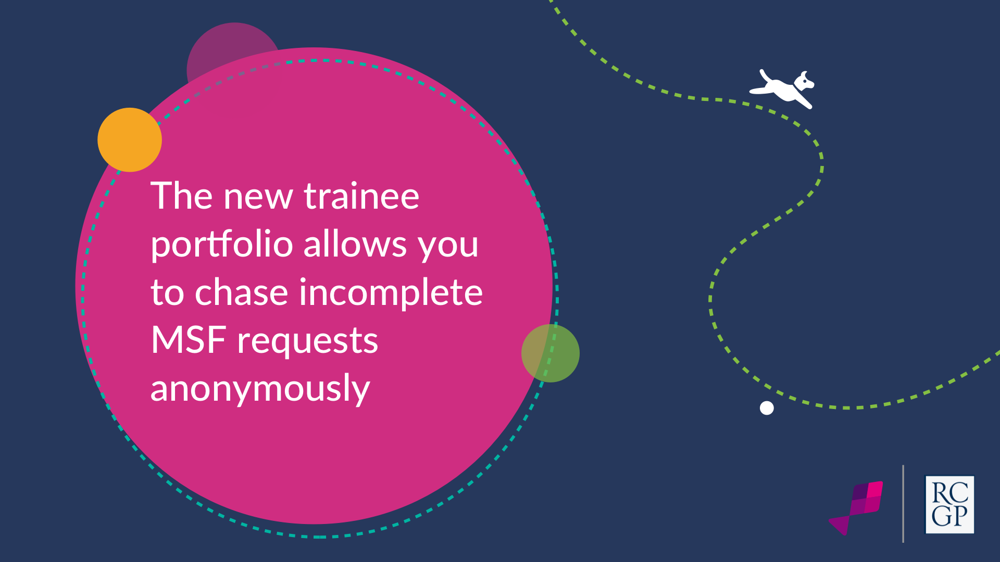 The new trainee
portfolio allows you
to chase incomplete
MSF requests
anonymously
RC
GP